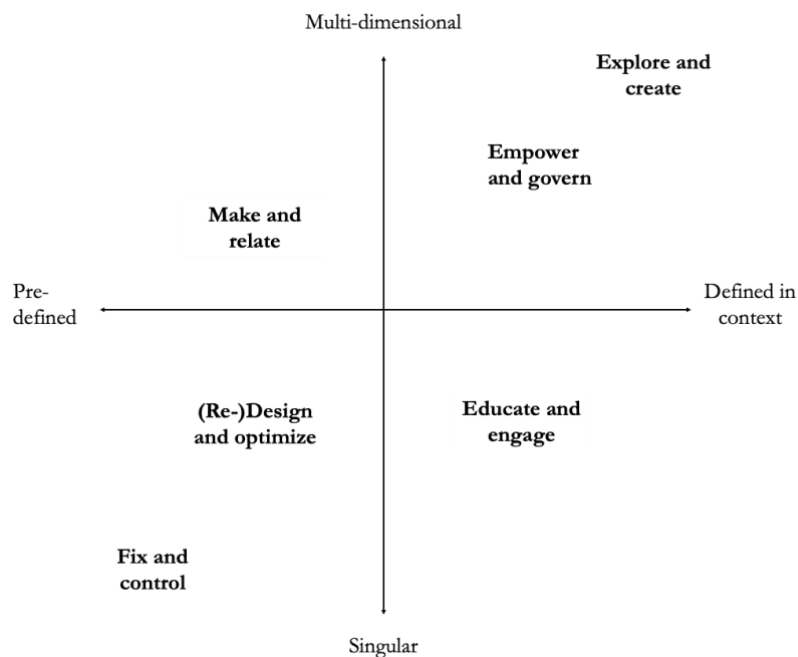 Multi-dimensional
Explore and
create
Empower
and govern
Make and
relate
Pre-
defined
Defined in
context
(Re-)Design
and optimize
Educate and
engage
Fix and
control
Singular